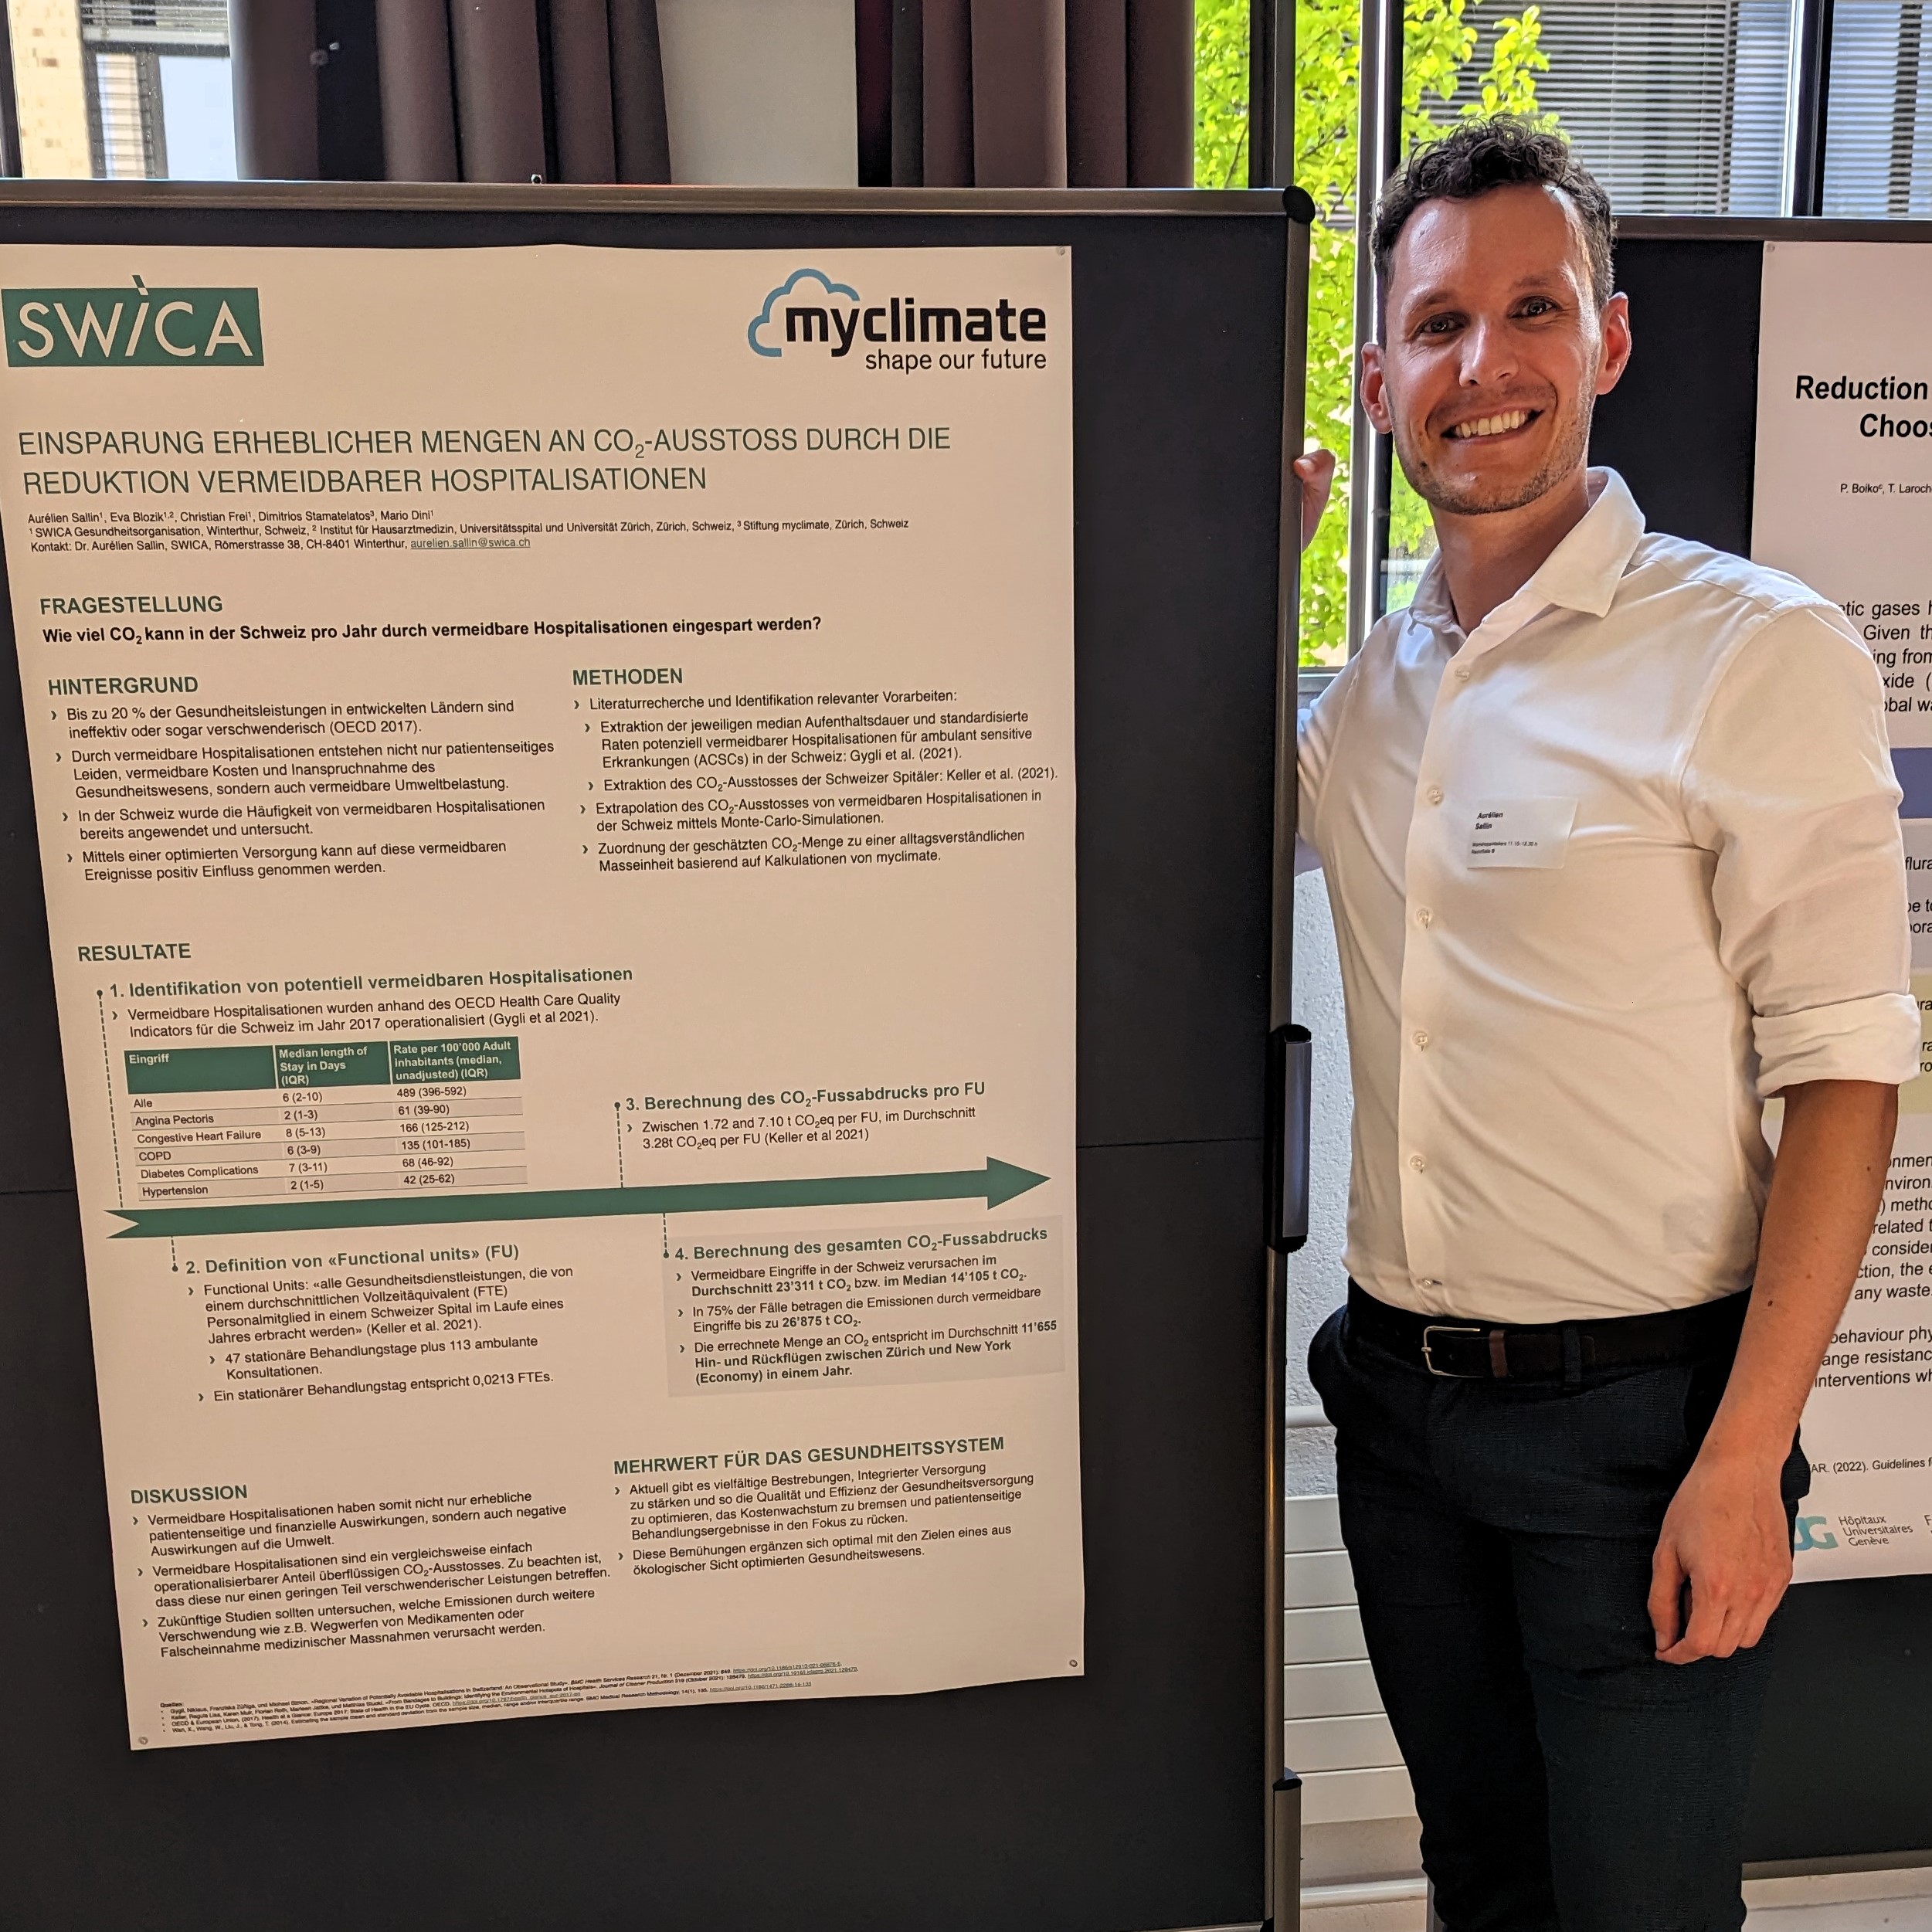 SWICA
myclimate
shape our future
EINSPARUNG ERHEBLICHER MENGEN AN CO₂-AUSSTOSS DURCH DIE
REDUKTION VERMEIDBARER HOSPITALISATIONEN
Aurélien Sallin¹, Eva Blozik¹,², Christian Frei¹, Dimitrios Stamatelatos³, Mario Dini¹
¹ SWICA Gesundheitsorganisation, Winterthur, Schweiz, ² Institut für Hausarztmedizin, Universitätsspital und Universität Zürich, Zürich, Schweiz, ³ Stiftung myclimate, Zürich, Schweiz
Kontakt: Dr. Aurélien Sallin, SWICA, Römerstrasse 38, CH-8401 Winterthur, aurelien.sallin@swica.ch
FRAGESTELLUNG
Wie viel CO₂ kann in der Schweiz pro Jahr durch vermeidbare Hospitalisationen eingespart werden?
HINTERGRUND
› Bis zu 20 % der Gesundheitsleistungen in entwickelten Ländern sind
ineffektiv oder sogar verschwenderisch (OECD 2017).
› Durch vermeidbare Hospitalisationen entstehen nicht nur patientenseitiges
Leiden, vermeidbare Kosten und Inanspruchnahme des
Gesundheitswesens, sondern auch vermeidbare Umweltbelastung.
› In der Schweiz wurde die Häufigkeit von vermeidbaren Hospitalisationen
bereits angewendet und untersucht.
› Mittels einer optimierten Versorgung kann auf diese vermeidbaren
Ereignisse positiv Einfluss genommen werden.
METHODEN
› Literaturrecherche und Identifikation relevanter Vorarbeiten:
› Extraktion der jeweiligen median Aufenthaltsdauer und standardisierte
Raten potenziell vermeidbarer Hospitalisationen für ambulant sensitive
Erkrankungen (ACSCs) in der Schweiz: Gygli et al. (2021).
› Extraktion des CO₂-Ausstosses der Schweizer Spitäler: Keller et al. (2021).
› Extrapolation des CO₂-Ausstosses von vermeidbaren Hospitalisationen in
der Schweiz mittels Monte-Carlo-Simulationen.
› Zuordnung der geschätzten CO₂-Menge zu einer alltagsverständlichen
Masseinheit basierend auf Kalkulationen von myclimate.
RESULTATE
1. Identifikation von potentiell vermeidbaren Hospitalisationen
› Vermeidbare Hospitalisationen wurden anhand des OECD Health Care Quality
Indicators für die Schweiz im Jahr 2017 operationalisiert (Gygli et al 2021).
Eingriff Median length of Rate per 100'000 Adult
Stay in Days inhabitants (median,
(IQR) unadjusted) (IQR)
Alle 6 (2-10) 489 (396-592)
Angina Pectoris 2 (1-3) 61 (39-90)
Congestive Heart Failure 8 (5-13) 166 (125-212)
COPD 6 (3-9) 135 (101-185)
Diabetes Complications 7 (3-11) 68 (46-92)
Hypertension 2 (1-5) 42 (25-62)
3. Berechnung des CO₂-Fussabdrucks pro FU
› Zwischen 1.72 and 7.10 t CO₂eq per FU, im Durchschnitt
3.28t CO₂eq per FU (Keller et al 2021)
2. Definition von «Functional units» (FU)
› Functional Units: «alle Gesundheitsdienstleistungen, die von
einem durchschnittlichen Vollzeitäquivalent (FTE)
Personalmitglied in einem Schweizer Spital im Laufe eines
Jahres erbracht werden» (Keller et al. 2021).
› 47 stationäre Behandlungstage plus 113 ambulante
Konsultationen.
› Ein stationärer Behandlungstag entspricht 0,0213 FTEs.
4. Berechnung des gesamten CO₂-Fussabdrucks
› Vermeidbare Eingriffe in der Schweiz verursachen im
Durchschnitt 23'311 t CO₂ bzw. im Median 14'105 t CO₂.
› In 75% der Fälle betragen die Emissionen durch vermeidbare
Eingriffe bis zu 26'875 t CO₂.
› Die errechnete Menge an CO₂ entspricht im Durchschnitt 11'655
Hin- und Rückflügen zwischen Zürich und New York
(Economy) in einem Jahr.
DISKUSSION
› Vermeidbare Hospitalisationen haben somit nicht nur erhebliche
patientenseitige und finanzielle Auswirkungen, sondern auch negative
Auswirkungen auf die Umwelt.
› Vermeidbare Hospitalisationen sind ein vergleichsweise einfach
operationalisierbarer Anteil überflüssigen CO₂-Ausstosses. Zu beachten ist,
dass diese nur einen geringen Teil verschwenderischer Leistungen betreffen.
› Zukünftige Studien sollten untersuchen, welche Emissionen durch weitere
Verschwendung wie z.B. Wegwerfen von Medikamenten oder
Falscheinnahme medizinischer Massnahmen verursacht werden.
MEHRWERT FÜR DAS GESUNDHEITSSYSTEM
› Aktuell gibt es vielfältige Bestrebungen, Integrierter Versorgung
zu stärken und so die Qualität und Effizienz der Gesundheitsversorgung
zu optimieren, das Kostenwachstum zu bremsen und patientenseitige
Behandlungsergebnisse in den Fokus zu rücken.
› Diese Bemühungen ergänzen sich optimal mit den Zielen eines aus
ökologischer Sicht optimierten Gesundheitswesens.
Quellen:
Aurélien
Sallin
Reduction
Choos
P. Boiko
T. Laroch
gases
Given th
ing from
any waste
ange resistanc
interventions wh
AR. (2022). Guidelines f
Hôpitaux
Universitaires
Genève